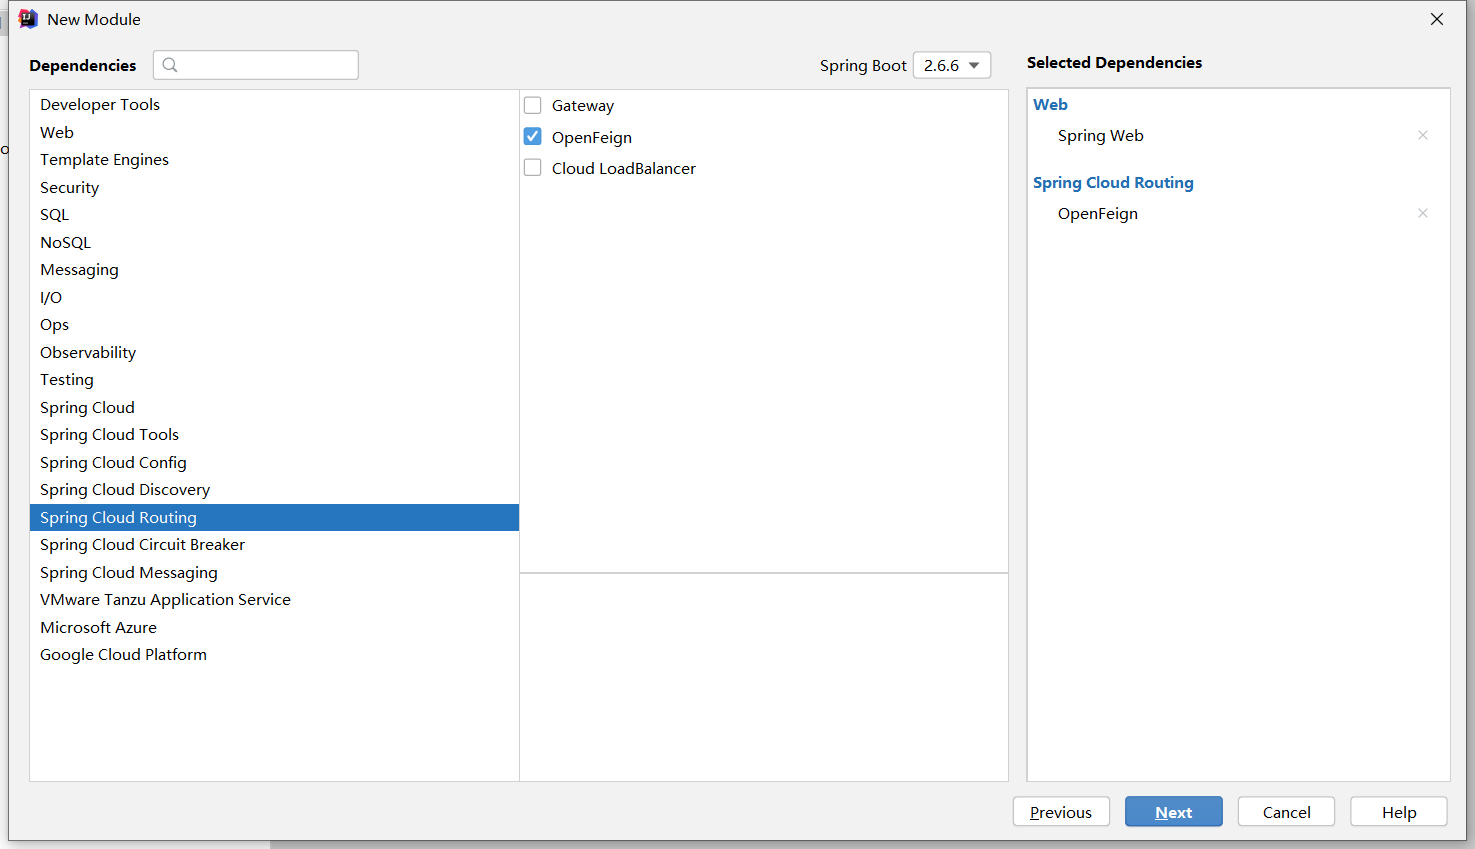 New Module
Dependencies
Spring Boot 2.6.6
Selected Dependencies
Developer Tools
Web
Template Engines
Security
SQL
NoSQL
Messaging
I/O
Ops
Observability
Testing
Spring Cloud
Spring Cloud Tools
Spring Cloud Config
Spring Cloud Discovery
Spring Cloud Routing
Spring Cloud Circuit Breaker
Spring Cloud Messaging
VMware Tanzu Application Service
Microsoft Azure
Google Cloud Platform
Gateway
OpenFeign
Cloud LoadBalancer
Web
Spring Web
Spring Cloud Routing
OpenFeign
Previous
Next
Cancel
Help